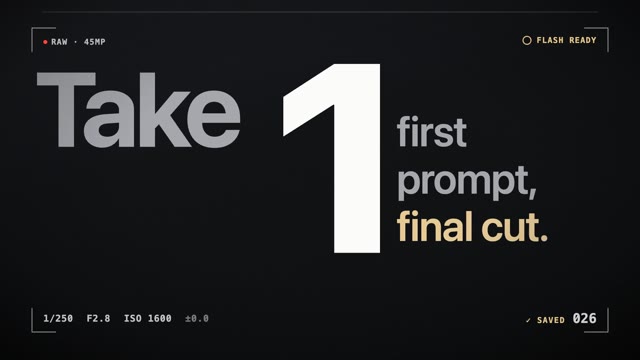 RAW · 45MP
FLASH READY
Take 1
first
prompt,
final cut.
1/250 F2.8 ISO 1600 ±0.0
✓ SAVED 026